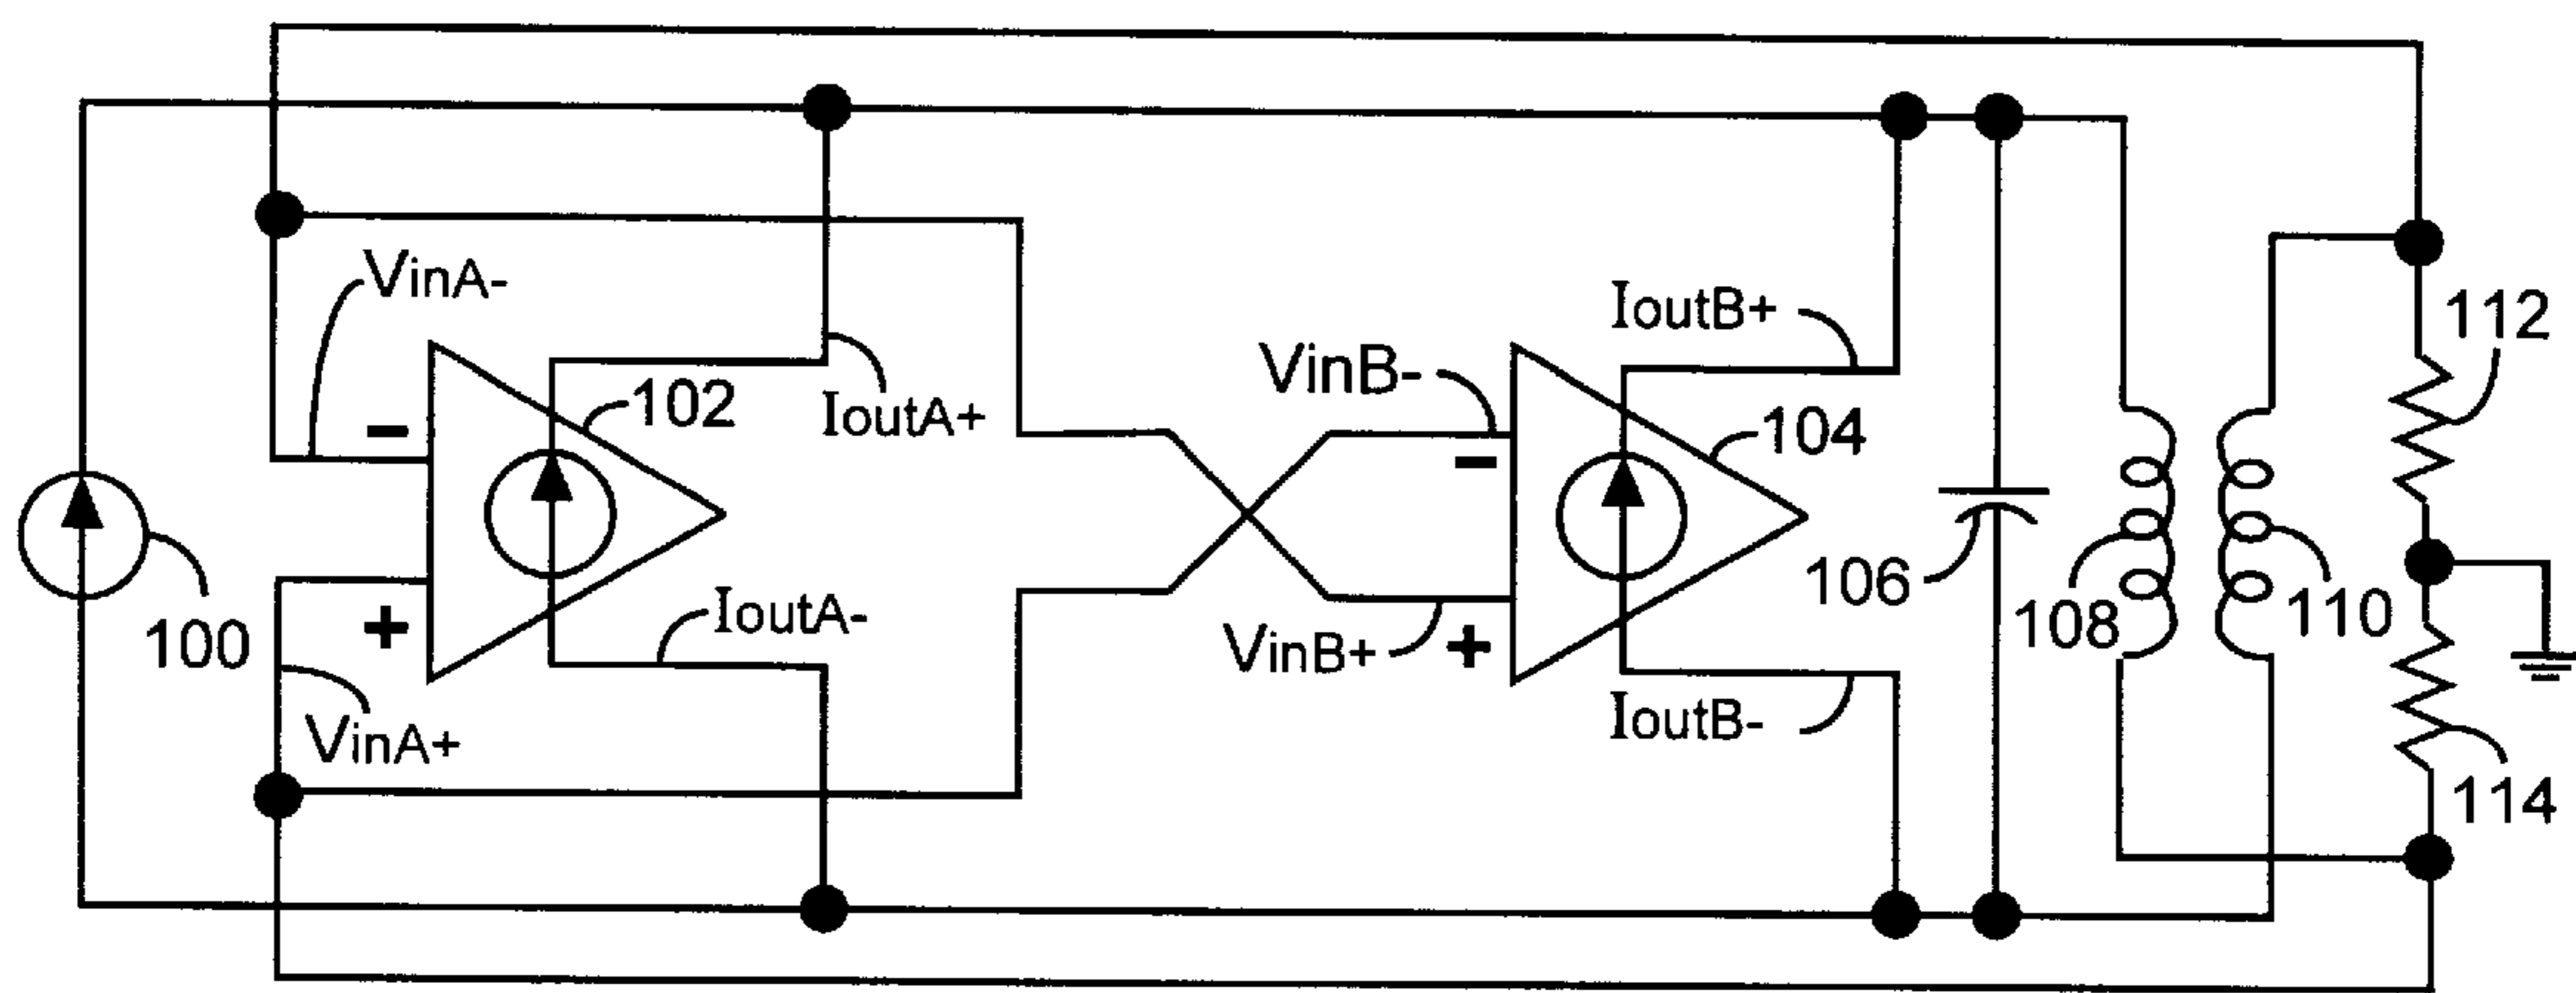 VinA-
102
IoutA+
100
+
-
IoutA-
VinA+
VinB-
-
IoutB+
104
VinB+
+
IoutB-
106
108
110
112
114